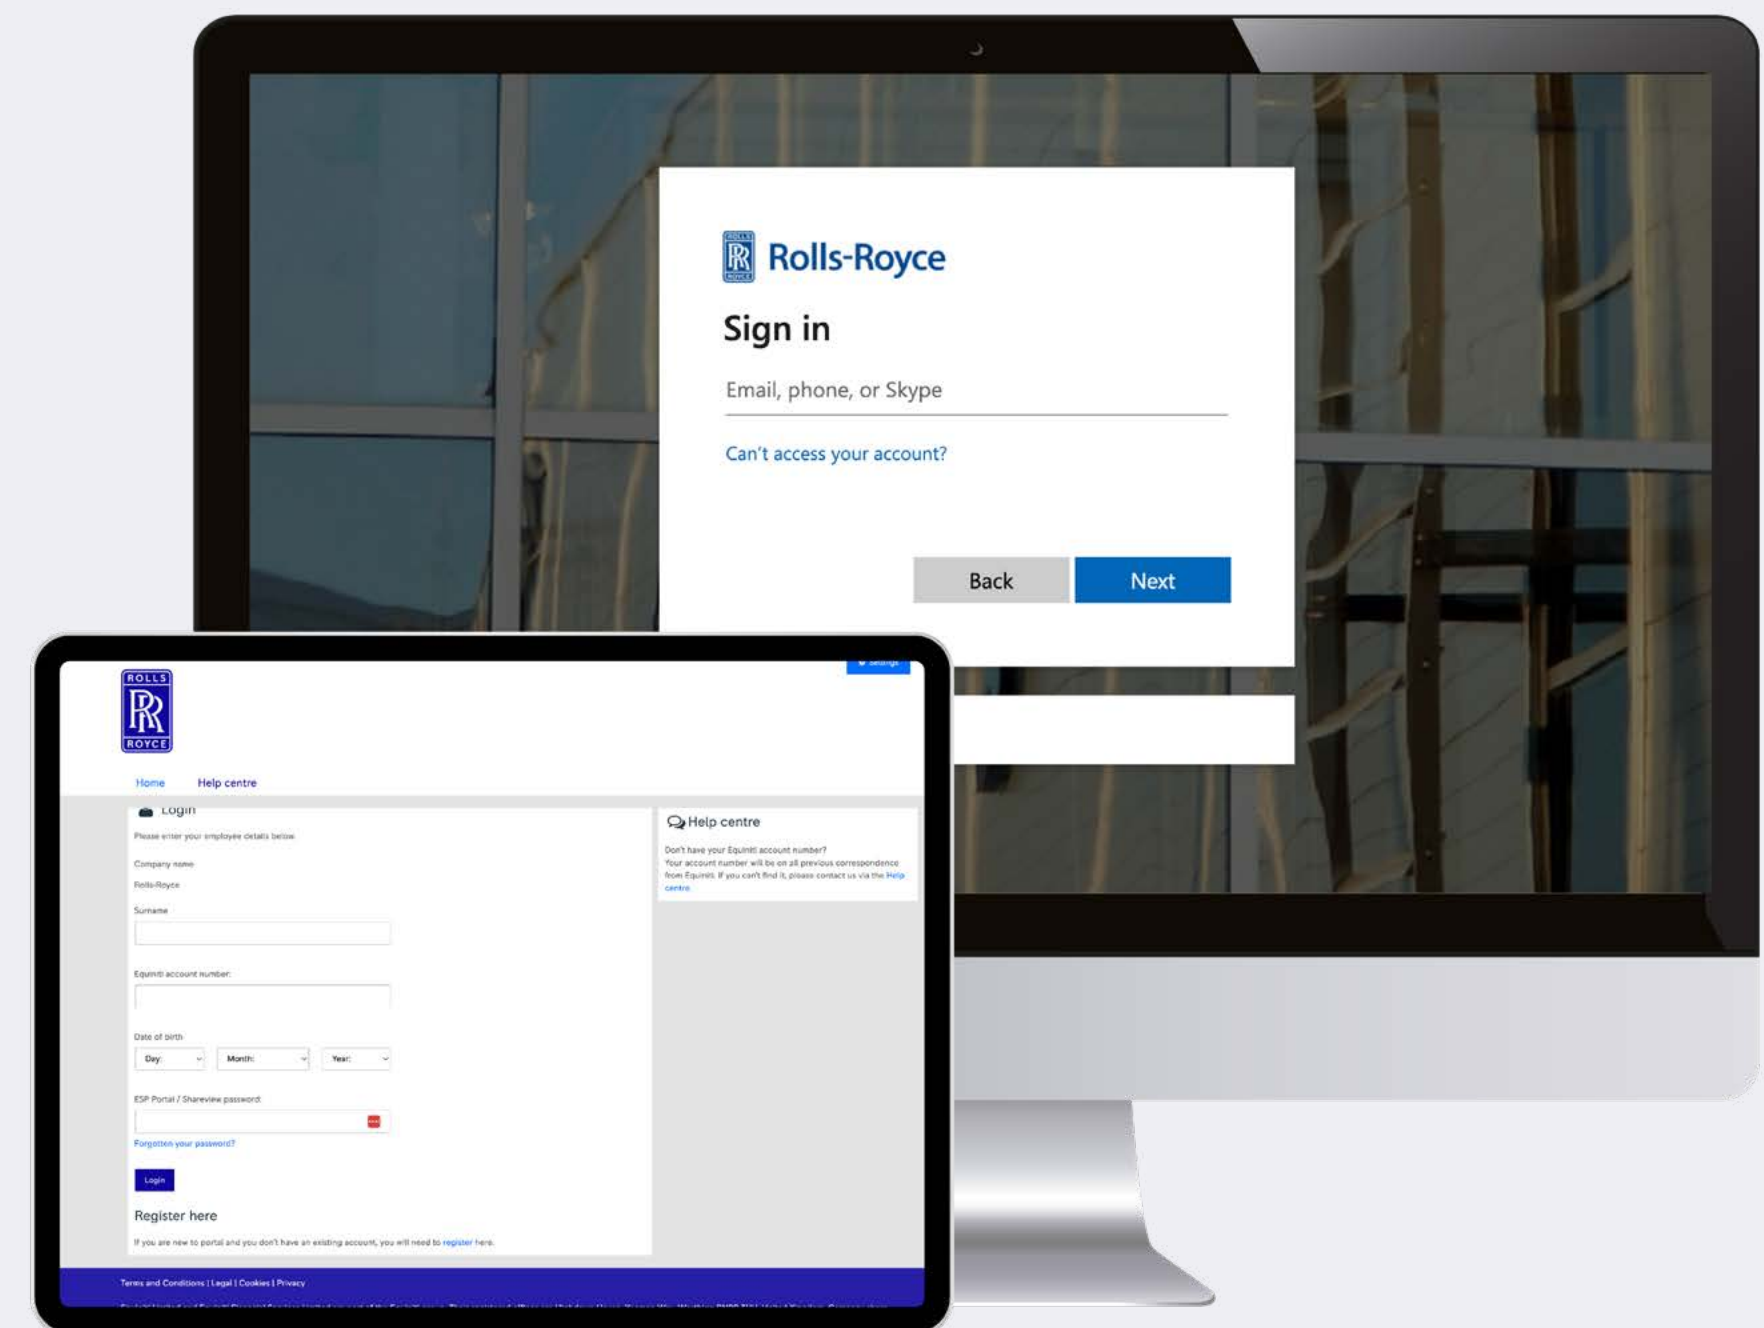 ROLLS
RR
ROYCE
Rolls-Royce
Sign in
Email, phone, or Skype
Can't access your account?
Back
Next
Settings
ROLLS
RR
ROYCE
Home
Help centre
Login
Please enter your employee details below
Company name
Rolls-Royce
Surname
Equiniti account number:
Date of birth
Day:
Month:
Year:
ESP Portal / Shareview password:
Forgotten your password?
Login
Register here
If you are new to portal and you don't have an existing account, you will need to register here.
Help centre
Don't have your Equiniti account number?
Your account number will be on all previous correspondence
from Equiniti. If you can't find it, please contact us via the Help
centre
Terms and Conditions | Legal | Cookies | Privacy